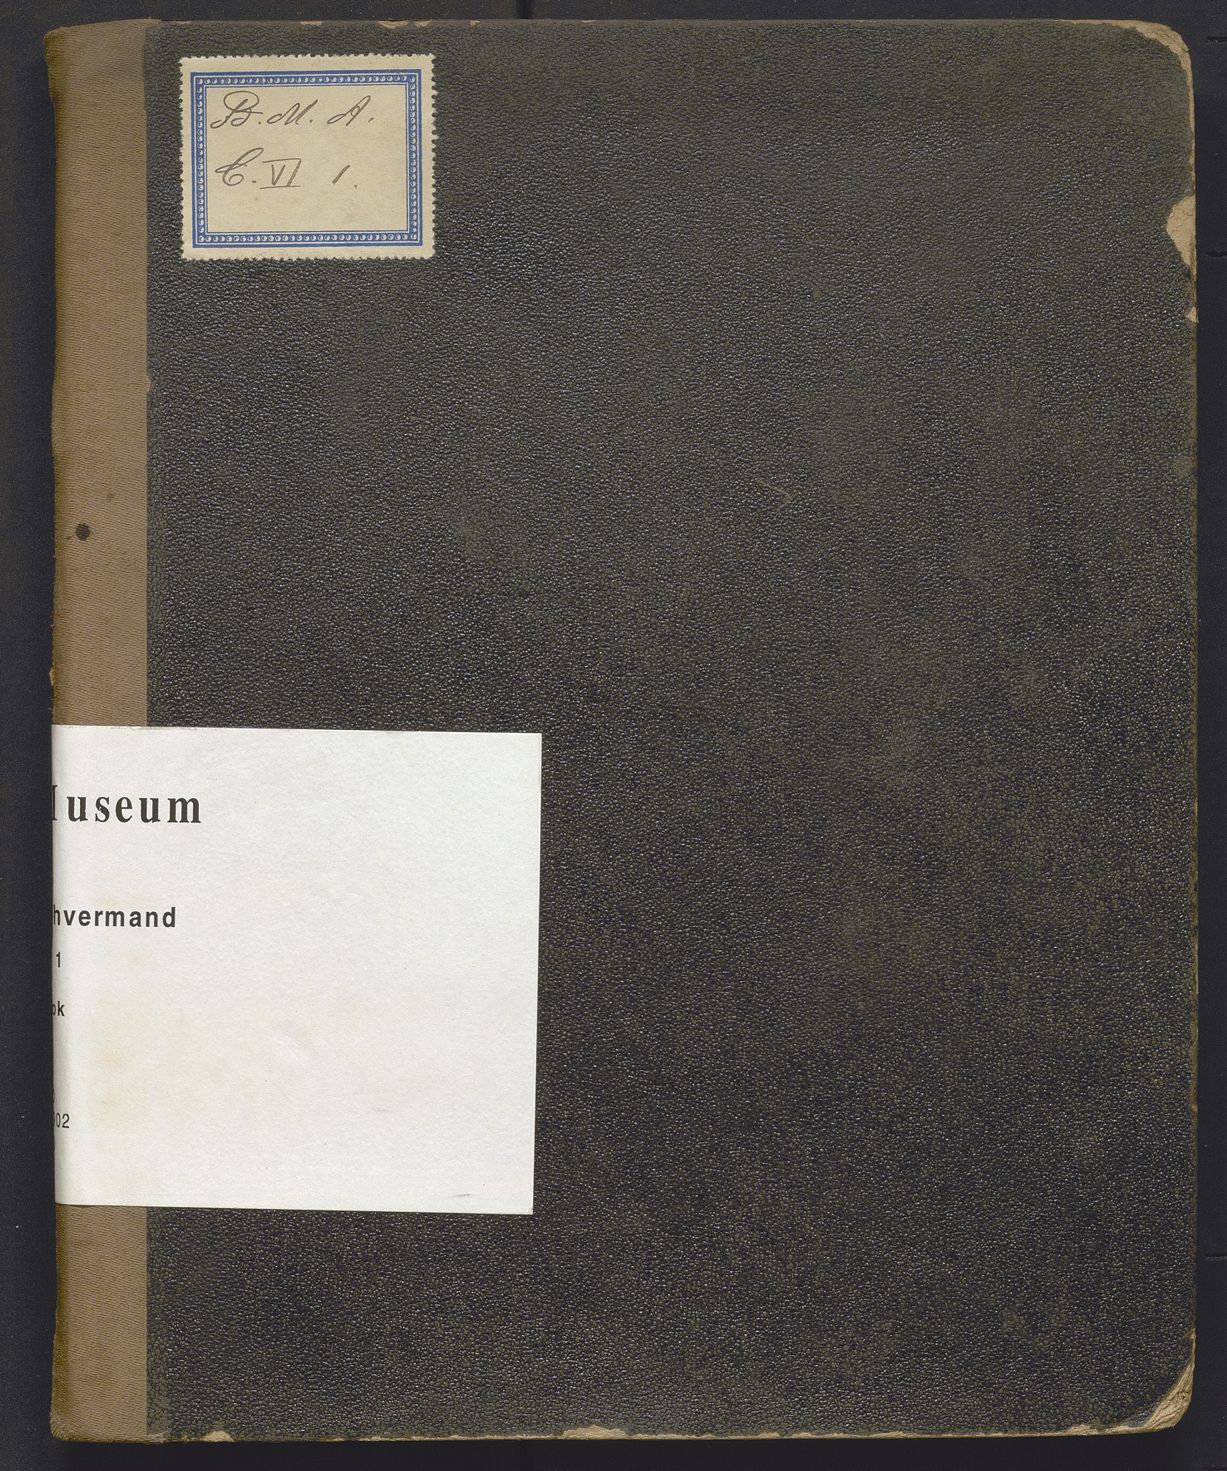 B. M. A.
C. VI 1.
Museum
hvermand
1
ok
02